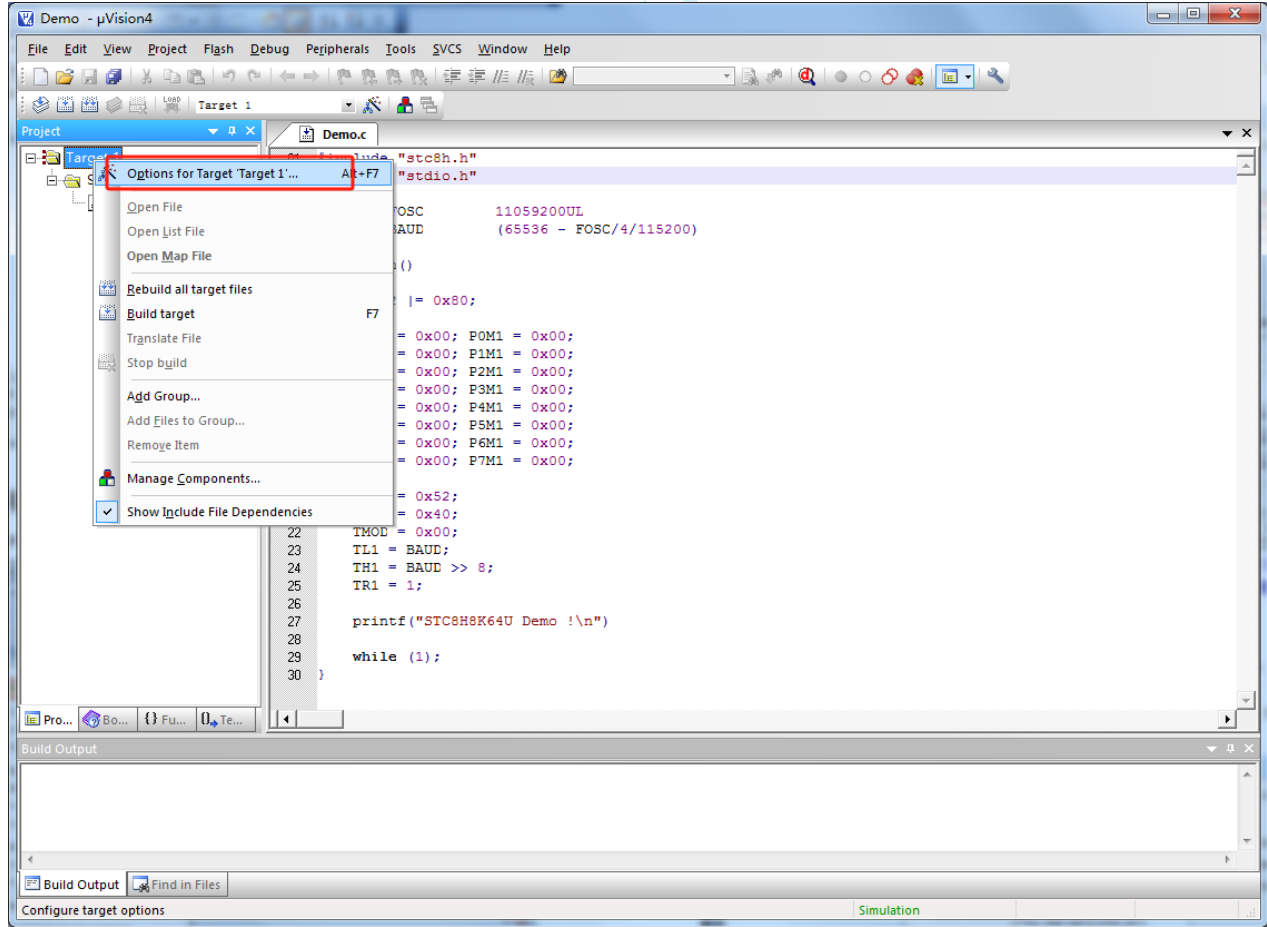 Demo - µVision4
File Edit View Project Flash Debug Peripherals Tools SVCS Window Help
LOAD Target 1
Project
Demo.c
Target
"stc8h.h"
Options for Target 'Target 1'... Alt+F7
"stdio.h"
Open File
FOSC 11059200UL
Open List File
BAUD (65536 - FOSC/4/115200)
Open Map File
()
Rebuild all target files
|= 0x80;
Build target F7
Translate File
= 0x00; P0M1 = 0x00;
Stop build
= 0x00; P1M1 = 0x00;
= 0x00; P2M1 = 0x00;
Add Group...
= 0x00; P3M1 = 0x00;
= 0x00; P4M1 = 0x00;
Add Files to Group...
= 0x00; P5M1 = 0x00;
Remove Item
= 0x00; P6M1 = 0x00;
= 0x00; P7M1 = 0x00;
Manage Components...
= 0x52;
Show Include File Dependencies
= 0x40;
22 TMOD = 0x00;
23 TL1 = BAUD;
24 TH1 = BAUD >> 8;
25 TR1 = 1;
26
27 printf("STC8H8K64U Demo !\n")
28
29 while (1);
30 }
Pro... Bo... {} Fu... Te...
Build Output
Build Output Find in Files
Configure target options Simulation